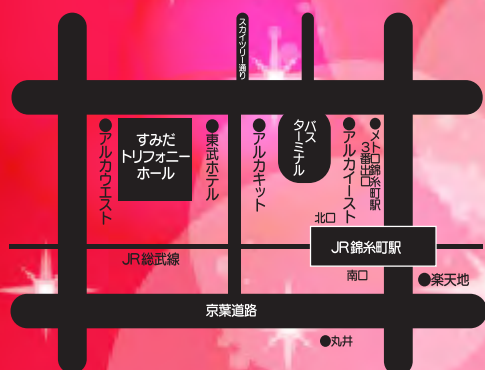 スカイツリー通り
●アルカウエスト
すみだ
トリフォニー
ホール
●東武ホテル
●アルカキット
バス
ターミナル
●アルカイースト
●メトロ錦糸町駅
3番出口
北口
JR錦糸町駅
JR総武線
南口
●楽天地
京葉道路
●丸井